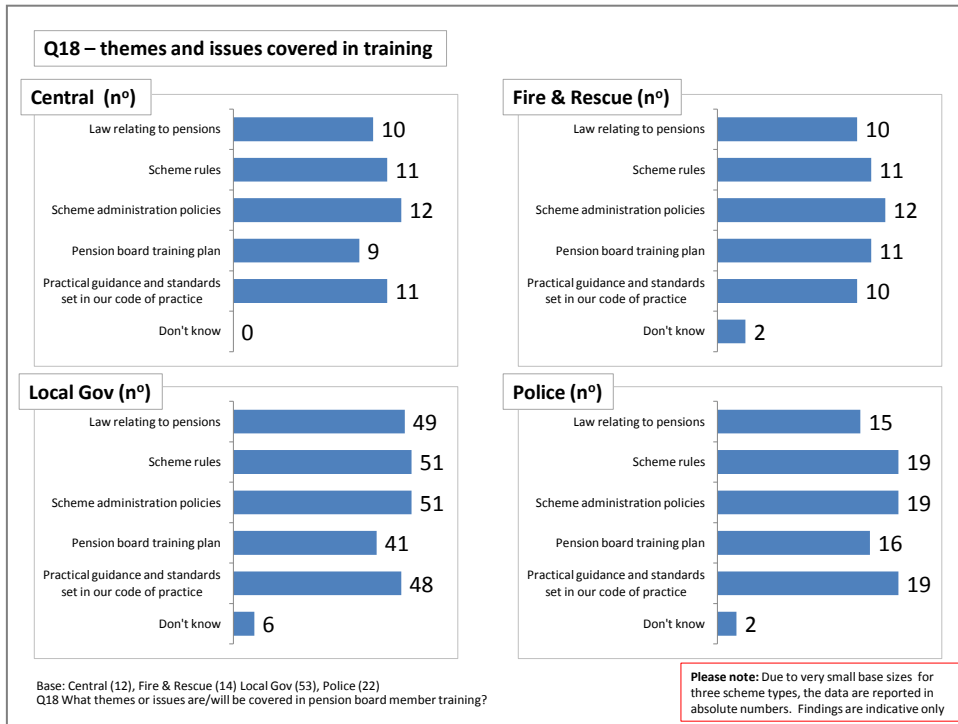 Q18 – themes and issues covered in training
Central (nº)
Law relating to pensions 10
Scheme rules 11
Scheme administration policies 12
Pension board training plan 9
Practical guidance and standards
set in our code of practice 11
Don't know 0
Fire & Rescue (nº)
Law relating to pensions 10
Scheme rules 11
Scheme administration policies 12
Pension board training plan 11
Practical guidance and standards
set in our code of practice 10
Don't know 2
Local Gov (nº)
Law relating to pensions 49
Scheme rules 51
Scheme administration policies 51
Pension board training plan 41
Practical guidance and standards
set in our code of practice 48
Don't know 6
Police (nº)
Law relating to pensions 15
Scheme rules 19
Scheme administration policies 19
Pension board training plan 16
Practical guidance and standards
set in our code of practice 19
Don't know 2
Base: Central (12), Fire & Rescue (14) Local Gov (53), Police (22)
Q18 What themes or issues are/will be covered in pension board member training?
Please note: Due to very small base sizes for
three scheme types, the data are reported in
absolute numbers. Findings are indicative only